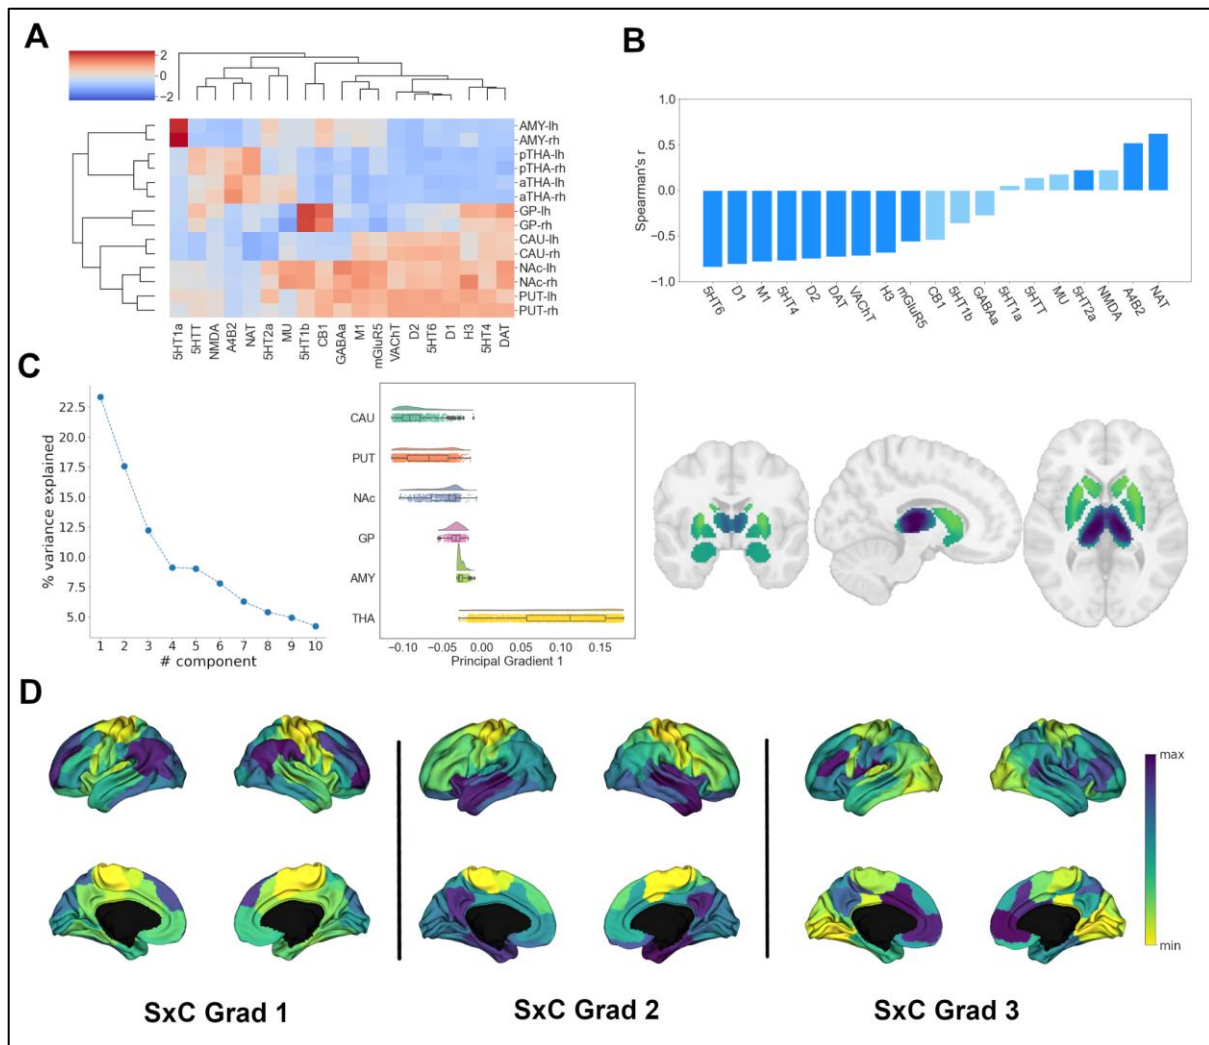 A
2
0
−2
AMY-lh
AMY-rh
pTHA-lh
pTHA-rh
aTHA-lh
aTHA-rh
GP-lh
GP-rh
CAU-lh
CAU-rh
NAc-lh
NAc-rh
PUT-lh
PUT-rh
5HT1a
5HTT
NMDA
A4B2
NAT
5HT2a
MU
5HT1b
CB1
GABAa
M1
mGluR5
VAChT
D2
5HT6
D1
H3
5HT4
DAT
B
Spearman's r
1.0
0.5
0.0
−0.5
−1.0
5HT6
D1
M1
5HT4
D2
DAT
VAChT
H3
mGluR5
CB1
5HT1b
GABAa
5HT1a
5HTT
MU
5HT2a
NMDA
A4B2
NAT
C
% variance explained
22.5
20.0
17.5
15.0
12.5
10.0
7.5
5.0
1 2 3 4 5 6 7 8 9 10
# component
CAU
PUT
NAc
GP
AMY
THA
−0.10 −0.05 0.00 0.05 0.10 0.15
Principal Gradient 1
D
max
min
SxC Grad 1
SxC Grad 2
SxC Grad 3